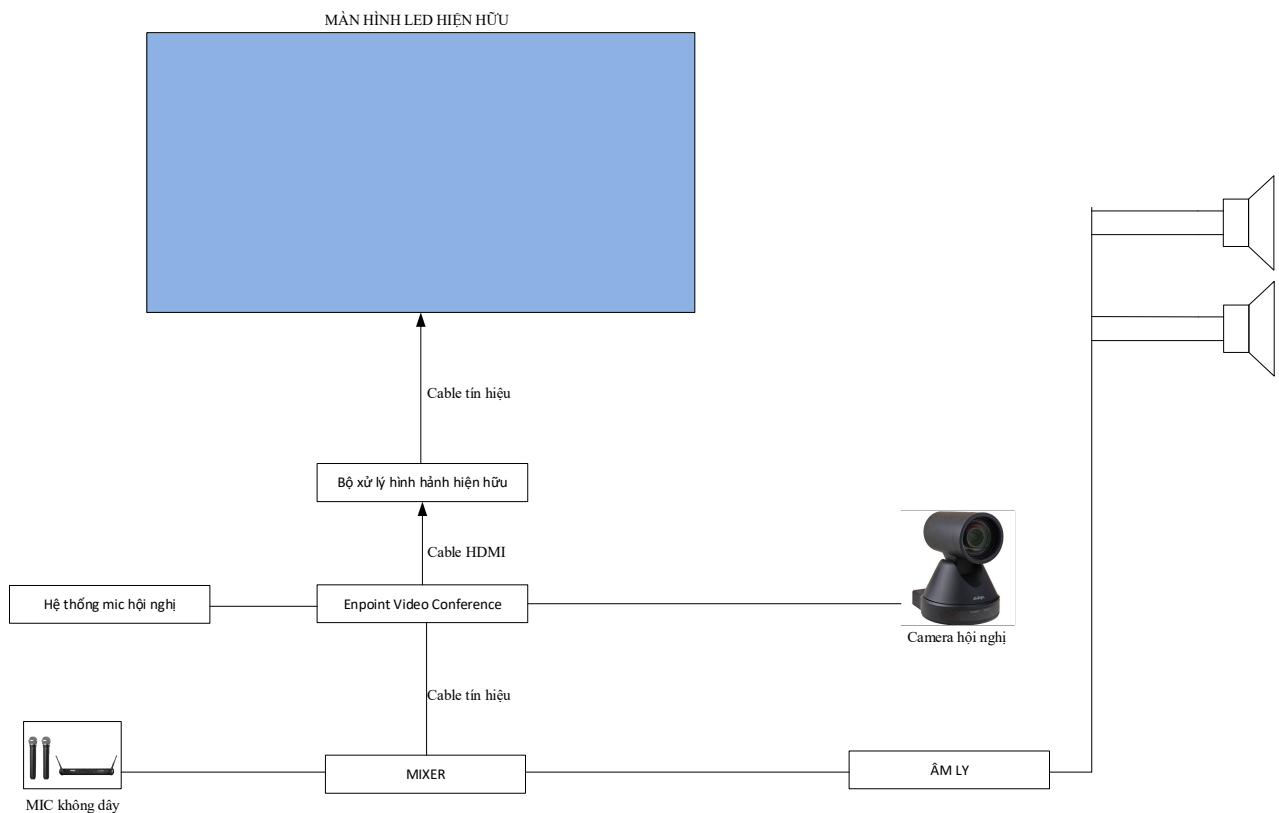 MÀN HÌNH LED HIỆN HỮU
Cable tín hiệu
Bộ xử lý hình hảnh hiện hữu
Cable HDMI
Hệ thống mic hội nghị
Enpoint Video Conference
Camera hội nghị
Cable tín hiệu
MIXER
ÂM LY
MIC không dây